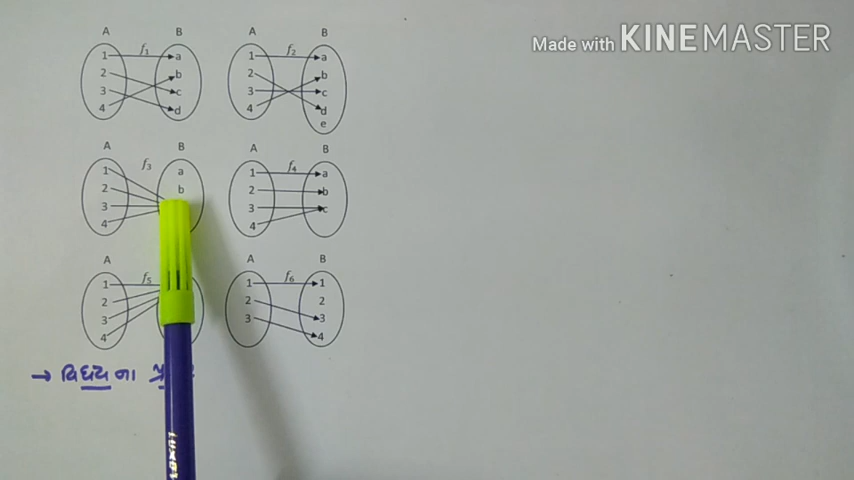 Made with KINEMASTER
A B A B
1 f1 a 1 f2 a
2 b 2 b
3 c 3 c
4 d 4 d
e
A B A B
1 f3 a 1 f4 a
2 b 2 b
3 3 c
4 4
A A B
1 f5 1 f6 1
2 2 2
3 3 3
4 4
→ વિધેય ના
LUXOR